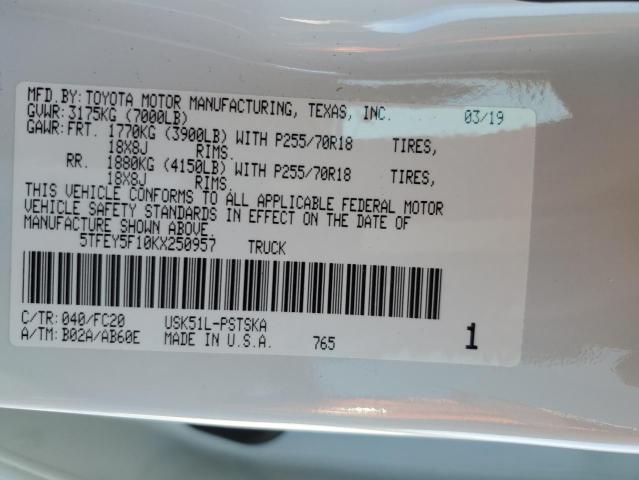 MFD.BY:TOYOTA MOTOR MANUFACTURING, TEXAS, INC. 03/19
GVWR:3175KG (7000LB)
GAWR:FRT. 1770KG (3900LB) WITH P255/70R18 TIRES,
18X8J RIMS.
RR. 1880KG (4150LB) WITH P255/70R18 TIRES,
18X8J RIMS.
THIS VEHICLE CONFORMS TO ALL APPLICABLE FEDERAL MOTOR
VEHICLE SAFETY STANDARDS IN EFFECT ON THE DATE OF
MANUFACTURE SHOWN ABOVE.
5TFEY5F10KX250957 TRUCK
C/TR:040/FC20 USK51L-PSTSKA
A/TM:B02A/AB60E MADE IN U.S.A. 765 1